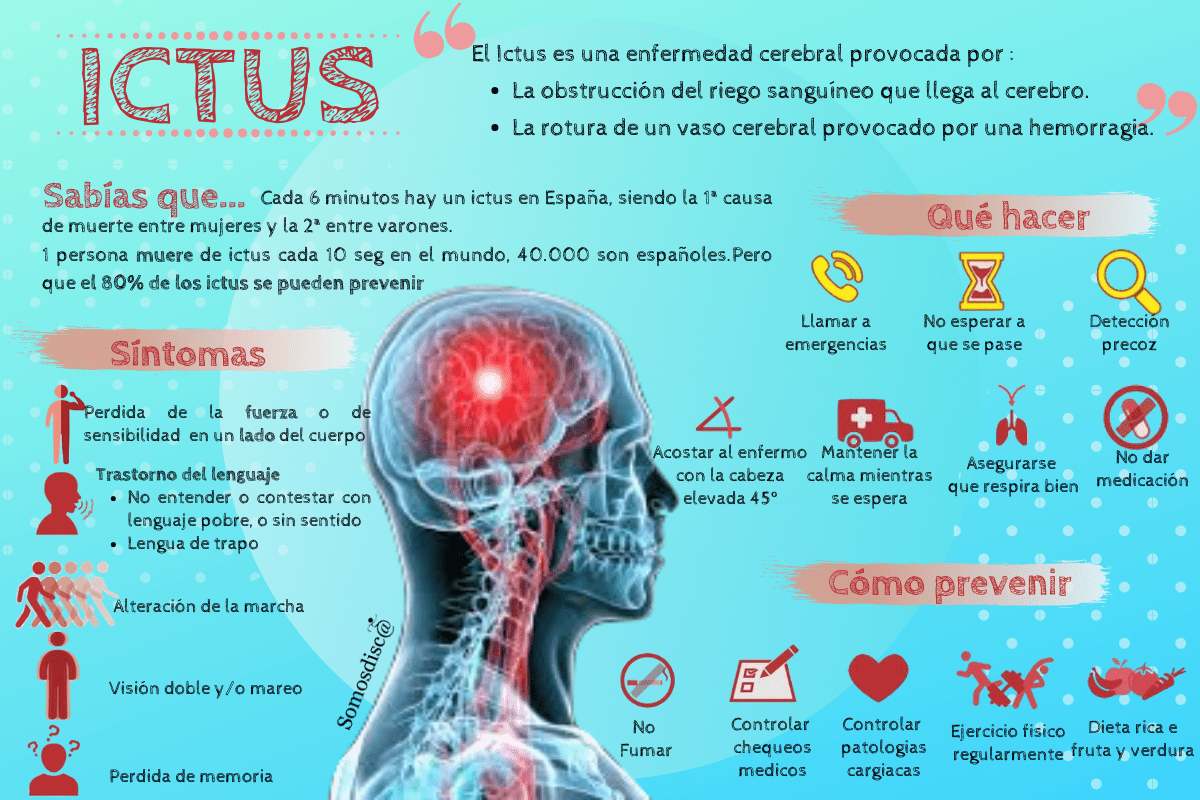 ICTUS
El Ictus es una enfermedad cerebral provocada por :
• La obstrucción del riego sanguíneo que llega al cerebro.
• La rotura de un vaso cerebral provocado por una hemorragia.
Sabías que... Cada 6 minutos hay un ictus en España, siendo la 1ª causa
de muerte entre mujeres y la 2ª entre varones.
1 persona muere de ictus cada 10 seg en el mundo, 40.000 son españoles.Pero
que el 80% de los ictus se pueden prevenir
Síntomas
Perdida de la fuerza o de
sensibilidad en un lado del cuerpo
Trastorno del lenguaje
• No entender o contestar con
lenguaje pobre, o sin sentido
• Lengua de trapo
Alteración de la marcha
Visión doble y/o mareo
? ? ?
Perdida de memoria
Somosdisc@
Qué hacer
Llamar a
emergencias
No esperar a
que se pase
Detección
precoz
Acostar al enfermo
con la cabeza
elevada 45º
Mantener la
calma mientras
se espera
Asegurarse
que respira bien
No dar
medicación
Cómo prevenir
No
Fumar
Controlar
chequeos
medicos
Controlar
patologias
cargiacas
Ejercicio fisico
regularmente
Dieta rica e
fruta y verdura